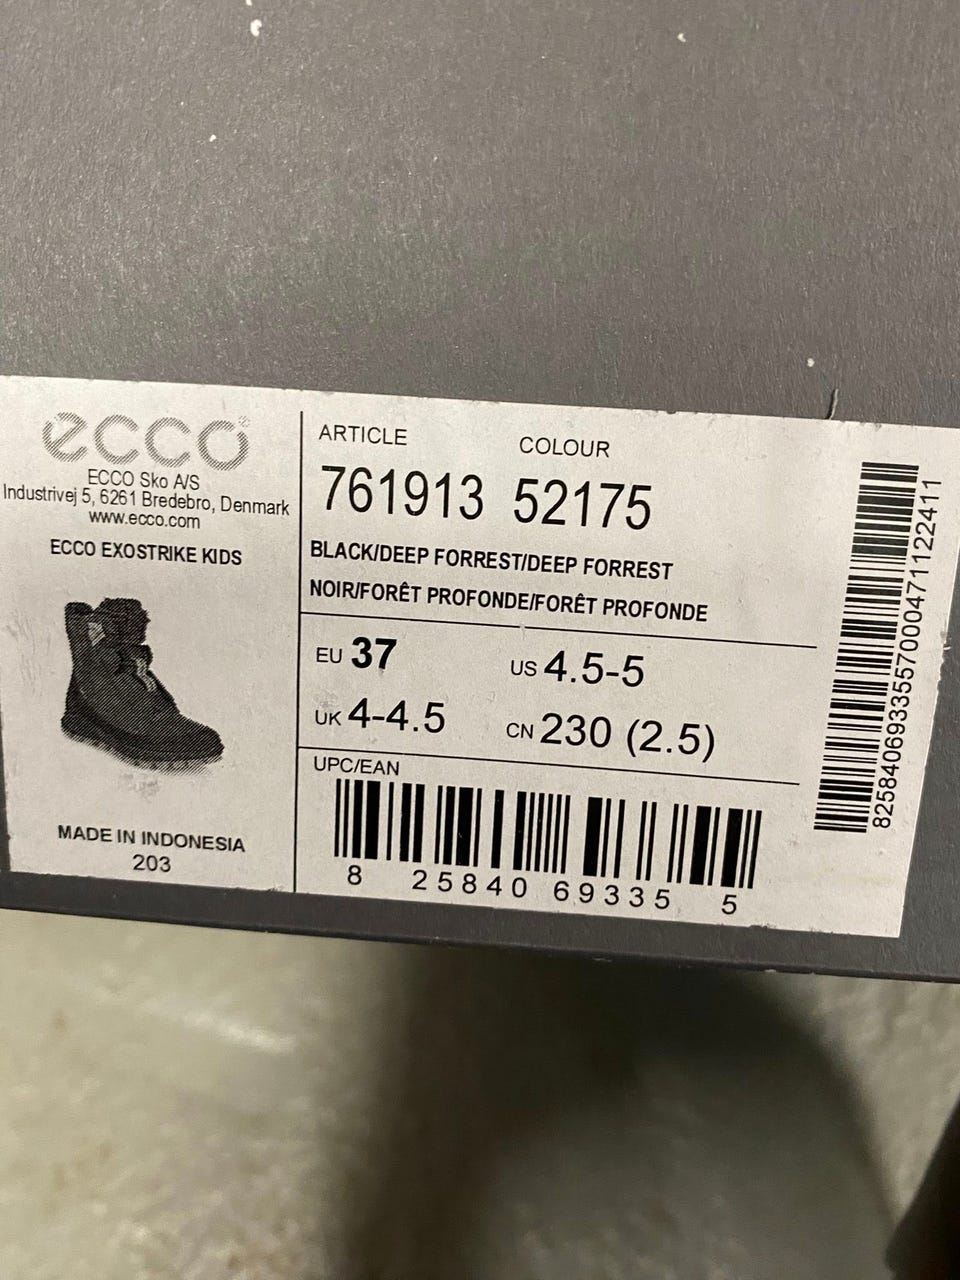 ecco®
ECCO Sko A/S
Industrivej 5, 6261 Bredebro, Denmark
www.ecco.com
ECCO EXOSTRIKE KIDS
MADE IN INDONESIA
203
ARTICLE COLOUR
761913 52175
BLACK/DEEP FORREST/DEEP FORREST
NOIR/FORÊT PROFONDE/FORÊT PROFONDE
EU 37 US 4.5-5
UK 4-4.5 CN 230 (2.5)
UPC/EAN
8 25840 69335 5
8258406933557000471122411